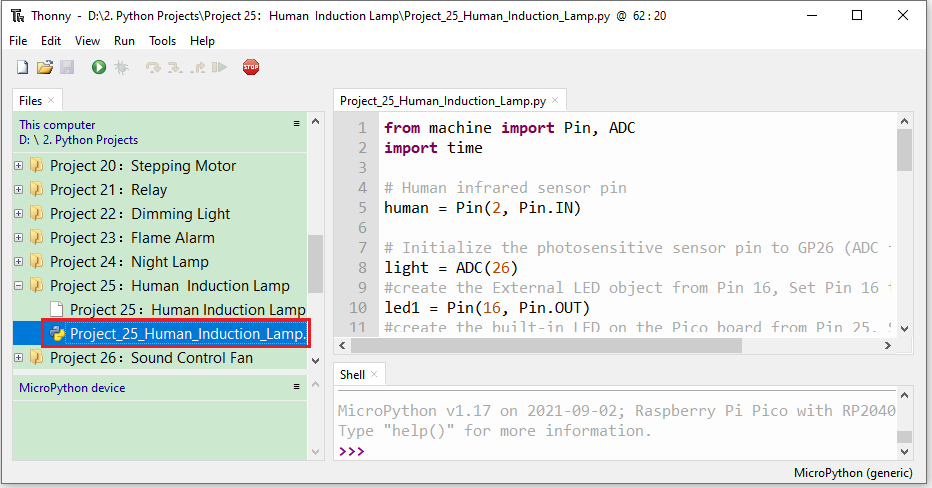 Thonny - D:\2. Python Projects\Project 25： Human Induction Lamp\Project_25_Human_Induction_Lamp.py @ 62 : 20
File Edit View Run Tools Help
STOP
Files
This computer
D: \ 2. Python Projects
Project 20：Stepping Motor
Project 21：Relay
Project 22：Dimming Light
Project 23：Flame Alarm
Project 24：Night Lamp
Project 25：Human Induction Lamp
Project 25：Human Induction Lamp
Project_25_Human_Induction_Lamp.
Project 26：Sound Control Fan
MicroPython device
Project_25_Human_Induction_Lamp.py
1 from machine import Pin, ADC
2 import time
3
4 # Human infrared sensor pin
5 human = Pin(2, Pin.IN)
6
7 # Initialize the photosensitive sensor pin to GP26 (ADC
8 light = ADC(26)
9 #create the External LED object from Pin 16, Set Pin 16
10 led1 = Pin(16, Pin.OUT)
11 #create the built-in LED on the Pico board from Pin 25,
Shell
MicroPython v1.17 on 2021-09-02; Raspberry Pi Pico with RP2040
Type "help()" for more information.
>>>
MicroPython (generic)